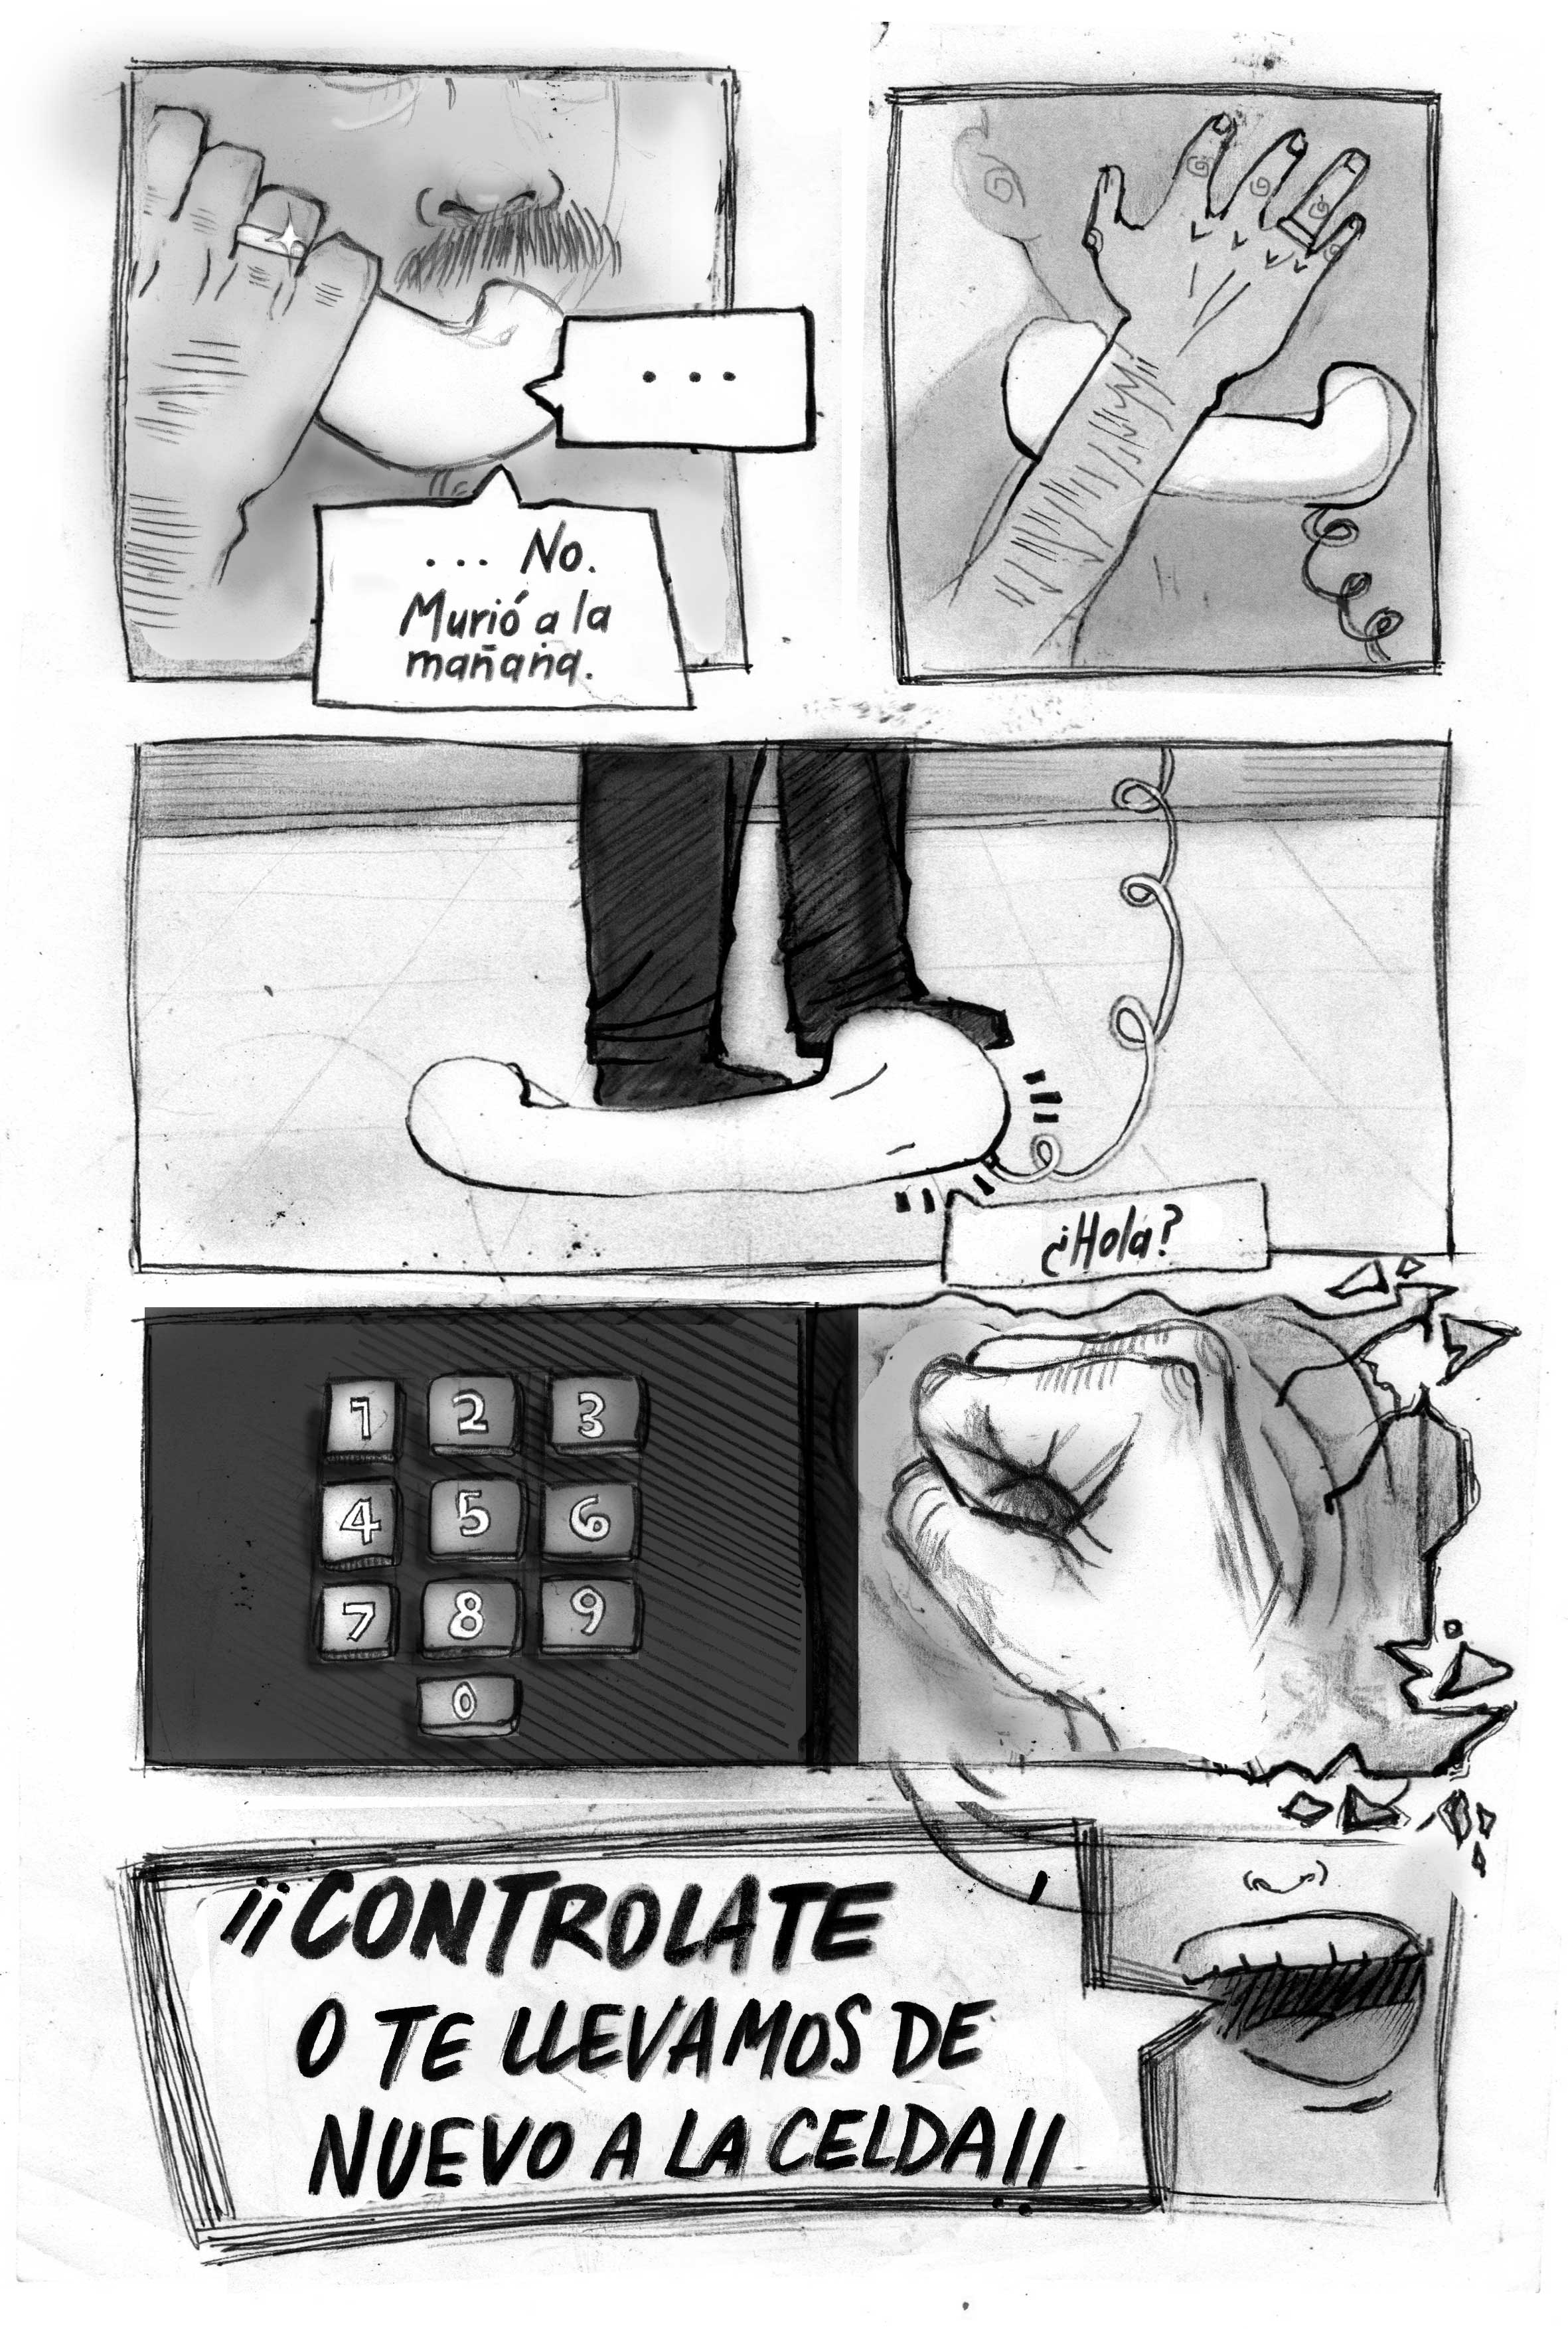 ...
... No.
Murió a la
mañana.
¿Hola?
1 2 3
4 5 6
7 8 9
0
¡¡CONTROLATE
O TE LLEVAMOS DE
NUEVO A LA CELDA!!